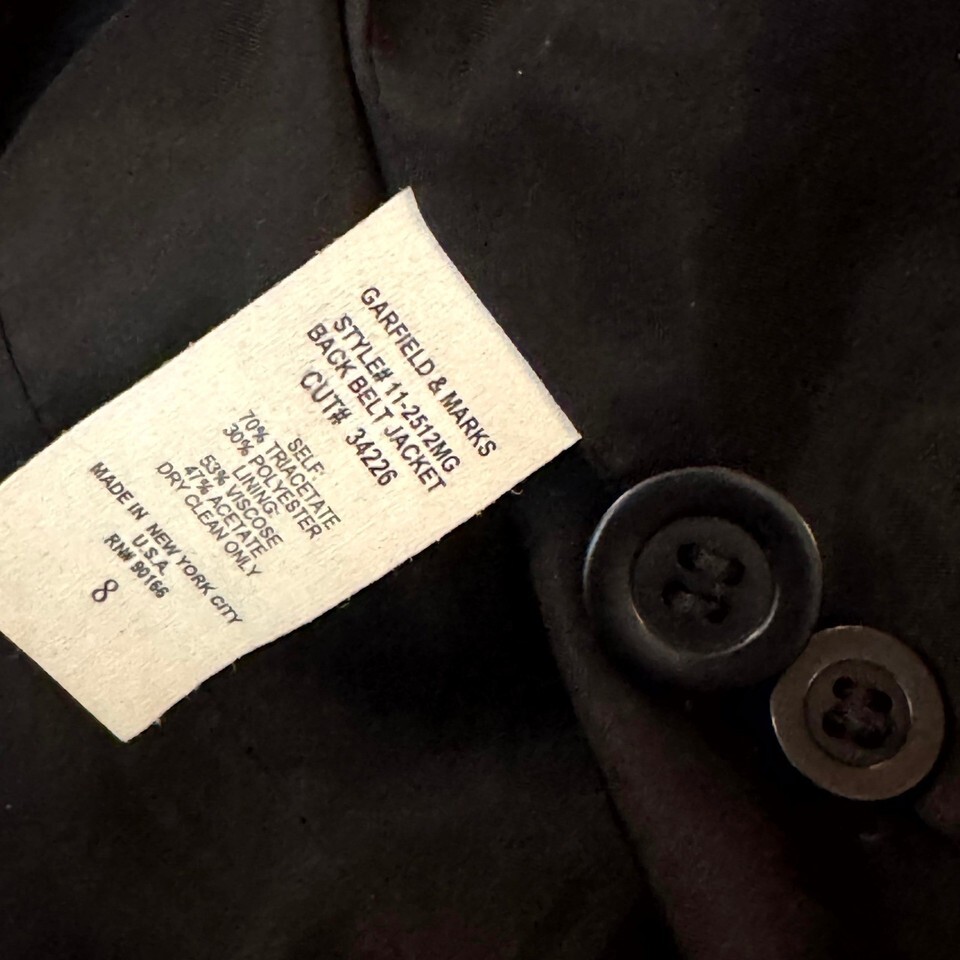 GARFIELD & MARKS
STYLE# 11-2512MG
BACK BELT JACKET
CUT# 34226
SELF-
70% TRIACETATE
30% POLYESTER
LINING-
53% VISCOSE
47% ACETATE
DRY CLEAN ONLY
MADE IN NEW YORK CITY
U.S.A.
RN# 90166
8